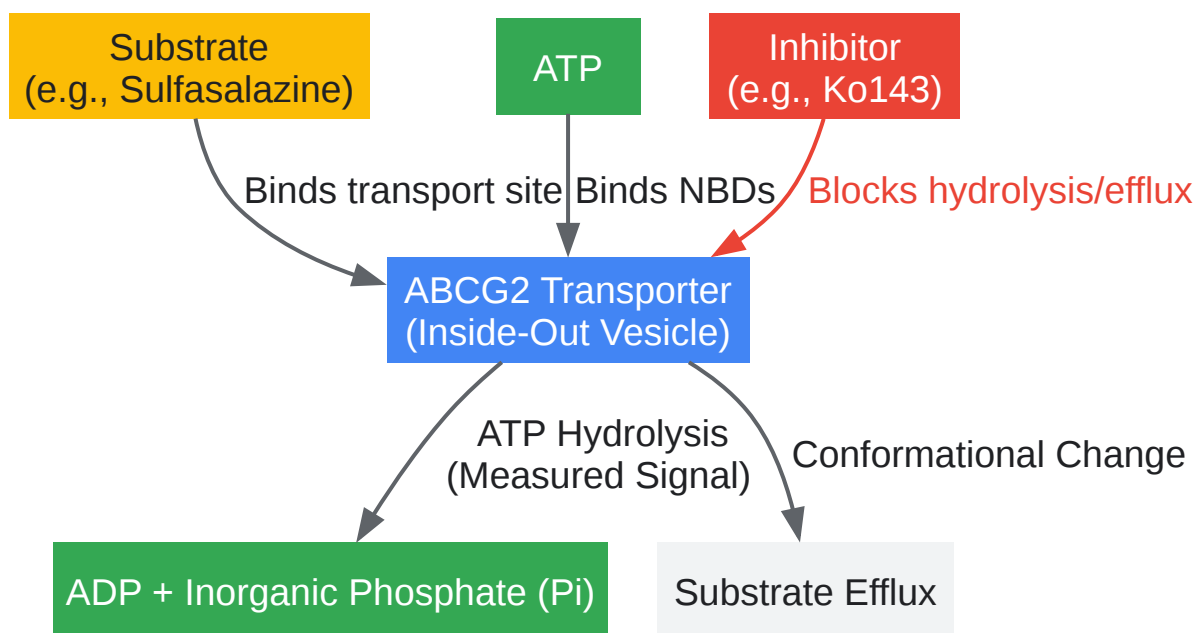 Substrate
(e.g., Sulfasalazine)
ATP
Inhibitor
(e.g., Ko143)
Binds transport site
Binds NBDs
Blocks hydrolysis/efflux
ABCG2 Transporter
(Inside-Out Vesicle)
ATP Hydrolysis
(Measured Signal)
Conformational Change
ADP + Inorganic Phosphate (Pi)
Substrate Efflux